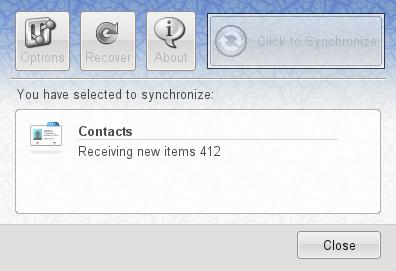 Options Recover About Click to Synchronize
You have selected to synchronize:
Contacts
Receiving new items 412
Close